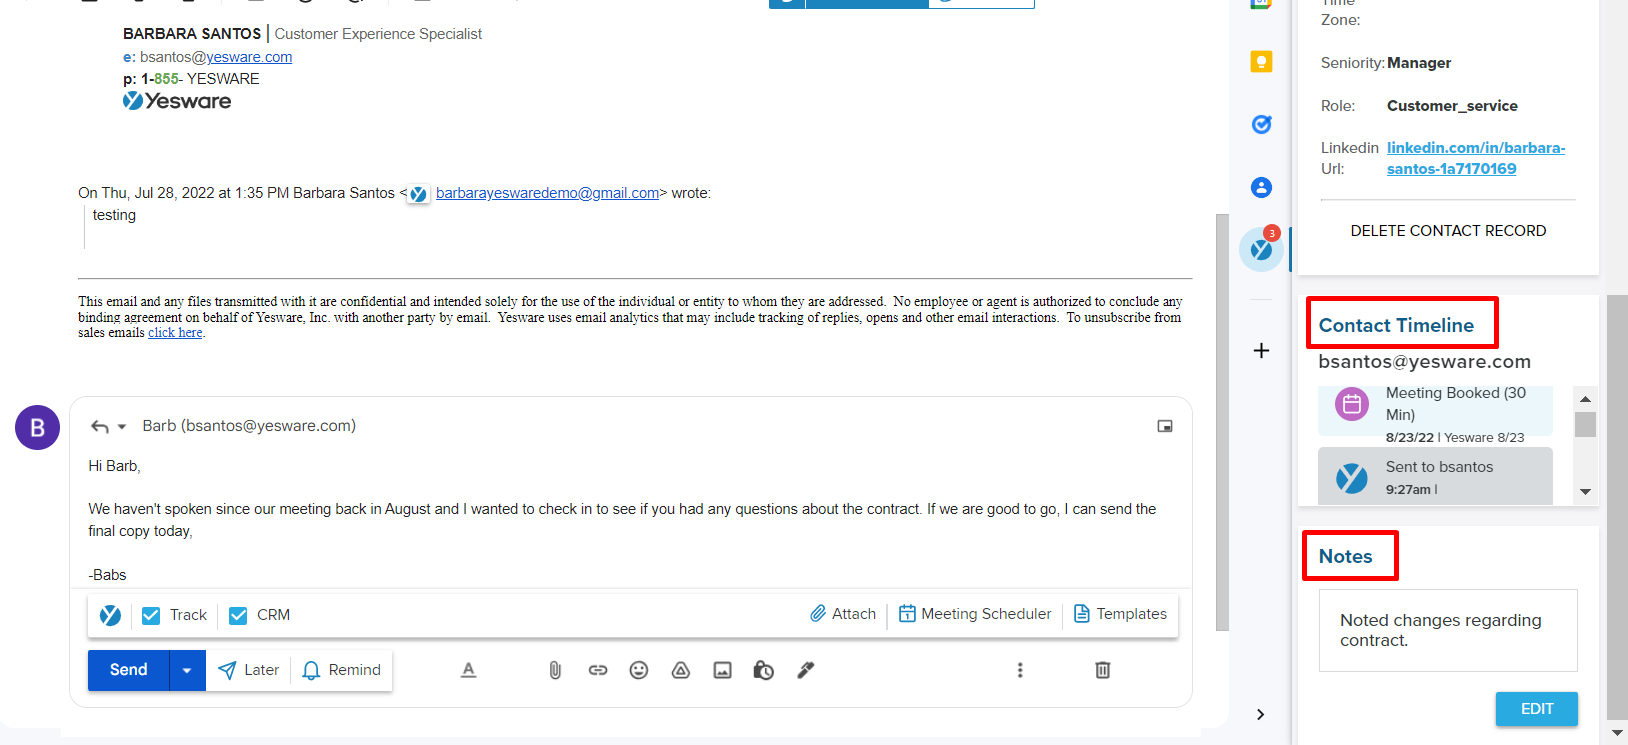 BARBARA SANTOS | Customer Experience Specialist
e: bsantos@yesware.com
p: 1-855- YESWARE
Yesware
On Thu, Jul 28, 2022 at 1:35 PM Barbara Santos < barbarayeswaredemo@gmail.com> wrote:
testing
This email and any files transmitted with it are confidential and intended solely for the use of the individual or entity to whom they are addressed.  No employee or agent is authorized to conclude any
binding agreement on behalf of Yesware, Inc. with another party by email.  Yesware uses email analytics that may include tracking of replies, opens and other email interactions.  To unsubscribe from
sales emails click here.
B
Barb (bsantos@yesware.com)
Hi Barb,
We haven't spoken since our meeting back in August and I wanted to check in to see if you had any questions about the contract. If we are good to go, I can send the
final copy today,
-Babs
Track CRM Attach Meeting Scheduler Templates
Send Later Remind
3
Time
Zone:
Seniority: Manager
Role: Customer_service
Linkedin linkedin.com/in/barbara-
Url: santos-1a7170169
DELETE CONTACT RECORD
Contact Timeline
bsantos@yesware.com
Meeting Booked (30
Min)
8/23/22 | Yesware 8/23
Sent to bsantos
9:27am |
Notes
Noted changes regarding
contract.
EDIT